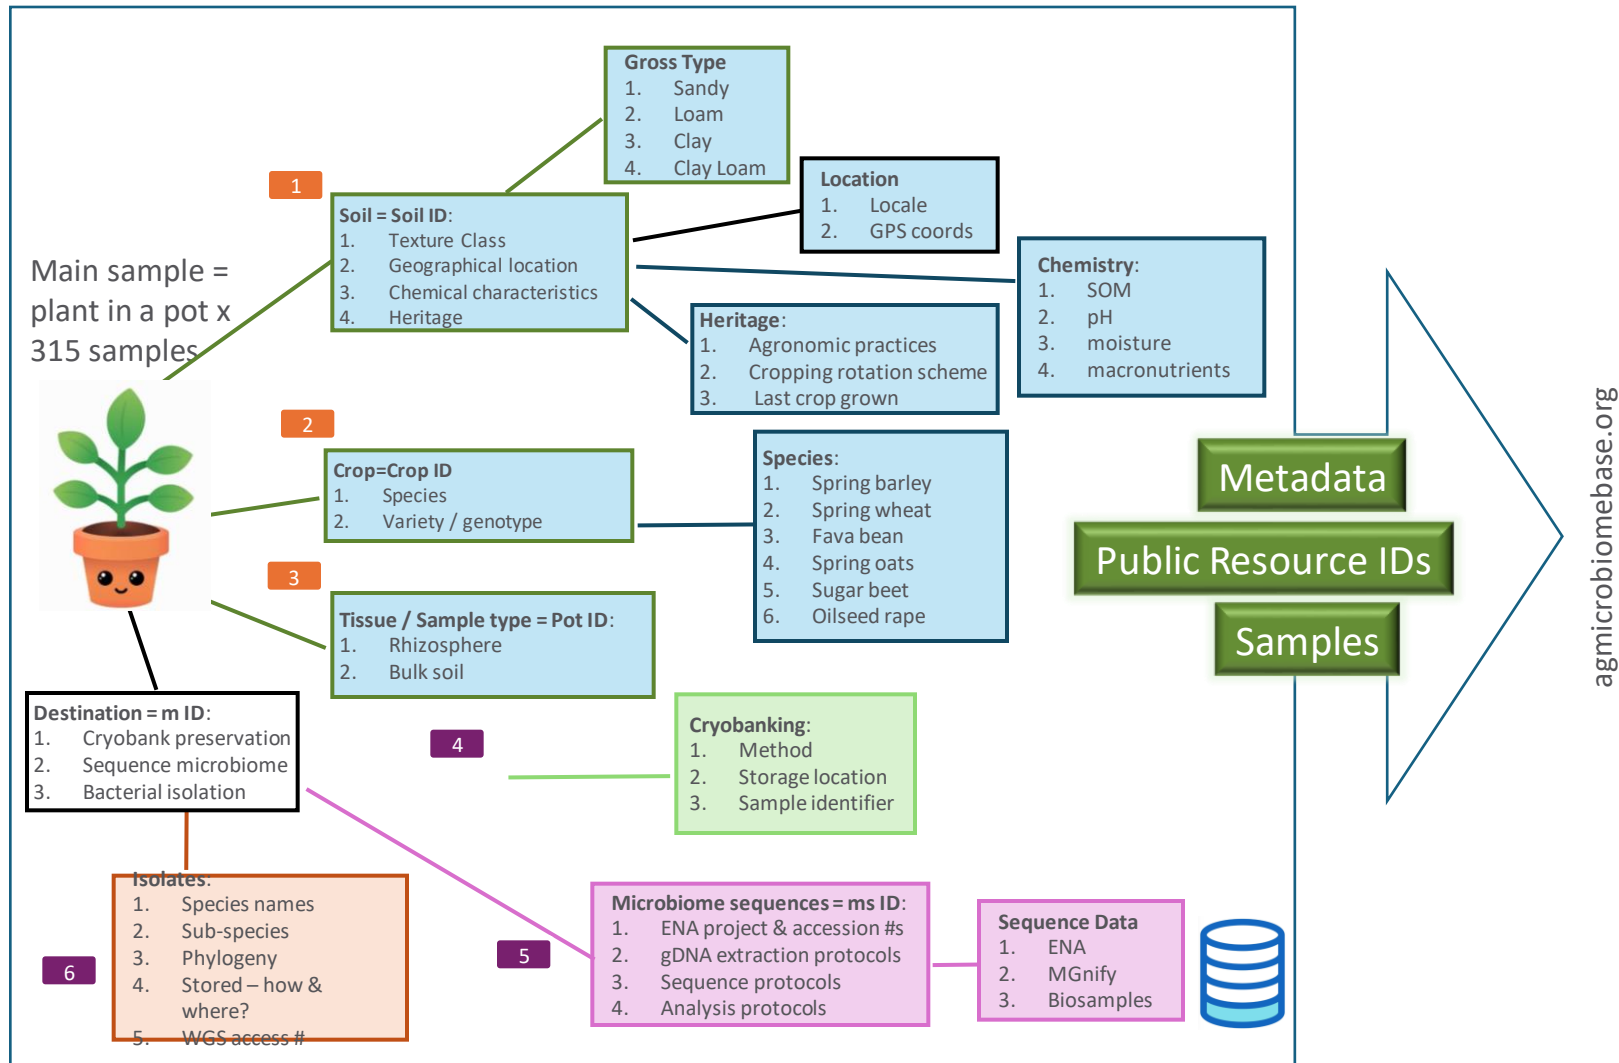 Gross Type
1. Sandy
2. Loam
3. Clay
4. Clay Loam
1
Location
1. Locale
2. GPS coords
Soil = Soil ID:
1. Texture Class
2. Geographical location
3. Chemical characteristics
4. Heritage
Main sample =
plant in a pot x
315 samples
Chemistry:
1. SOM
2. pH
3. moisture
4. macronutrients
Heritage:
1. Agronomic practices
2. Cropping rotation scheme
3. Last crop grown
2
Crop=Crop ID
1. Species
2. Variety / genotype
Species:
1. Spring barley
2. Spring wheat
3. Fava bean
4. Spring oats
5. Sugar beet
6. Oilseed rape
3
Tissue / Sample type = Pot ID:
1. Rhizosphere
2. Bulk soil
Metadata
Public Resource IDs
Samples
agmicrobiomebase.org
Destination = m ID:
1. Cryobank preservation
2. Sequence microbiome
3. Bacterial isolation
4
Cryobanking:
1. Method
2. Storage location
3. Sample identifier
Isolates:
1. Species names
2. Sub-species
3. Phylogeny
4. Stored – how &
where?
5. WGS access #
6
5
Microbiome sequences = ms ID:
1. ENA project & accession #s
2. gDNA extraction protocols
3. Sequence protocols
4. Analysis protocols
Sequence Data
1. ENA
2. MGnify
3. Biosamples